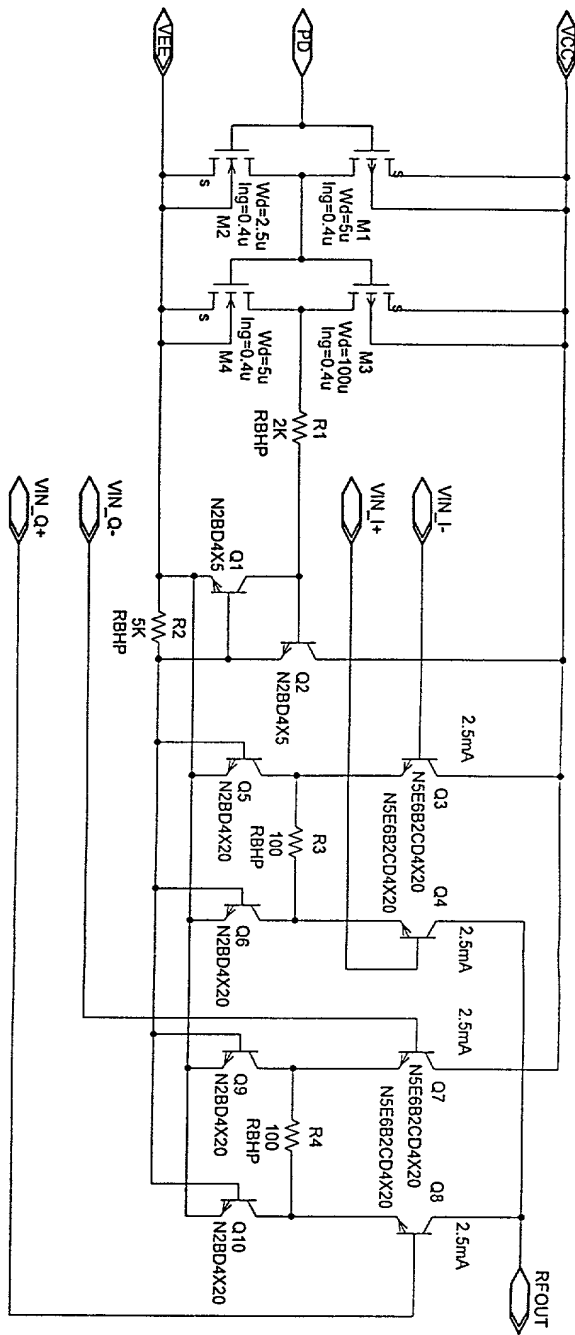 VCC
PD
VEE
s
M1
Wd=5u
lng=0.4u
s
Wd=2.5u
lng=0.4u
M2
s
M3
Wd=100u
lng=0.4u
s
Wd=5u
lng=0.4u
M4
R1
2K
RBHP
VIN_I-
VIN_I+
VIN_Q-
VIN_Q+
Q1
N2BD4X5
R2
5K
RBHP
Q2
N2BD4X5
2.5mA
Q3
N5E6B2CD4X20
Q5
N2BD4X20
R3
100
RBHP
Q4
2.5mA
N5E6B2CD4X20
Q6
N2BD4X20
2.5mA
Q7
N5E6B2CD4X20
Q9
N2BD4X20
R4
100
RBHP
Q8
2.5mA
N5E6B2CD4X20
Q10
N2BD4X20
RFOUT